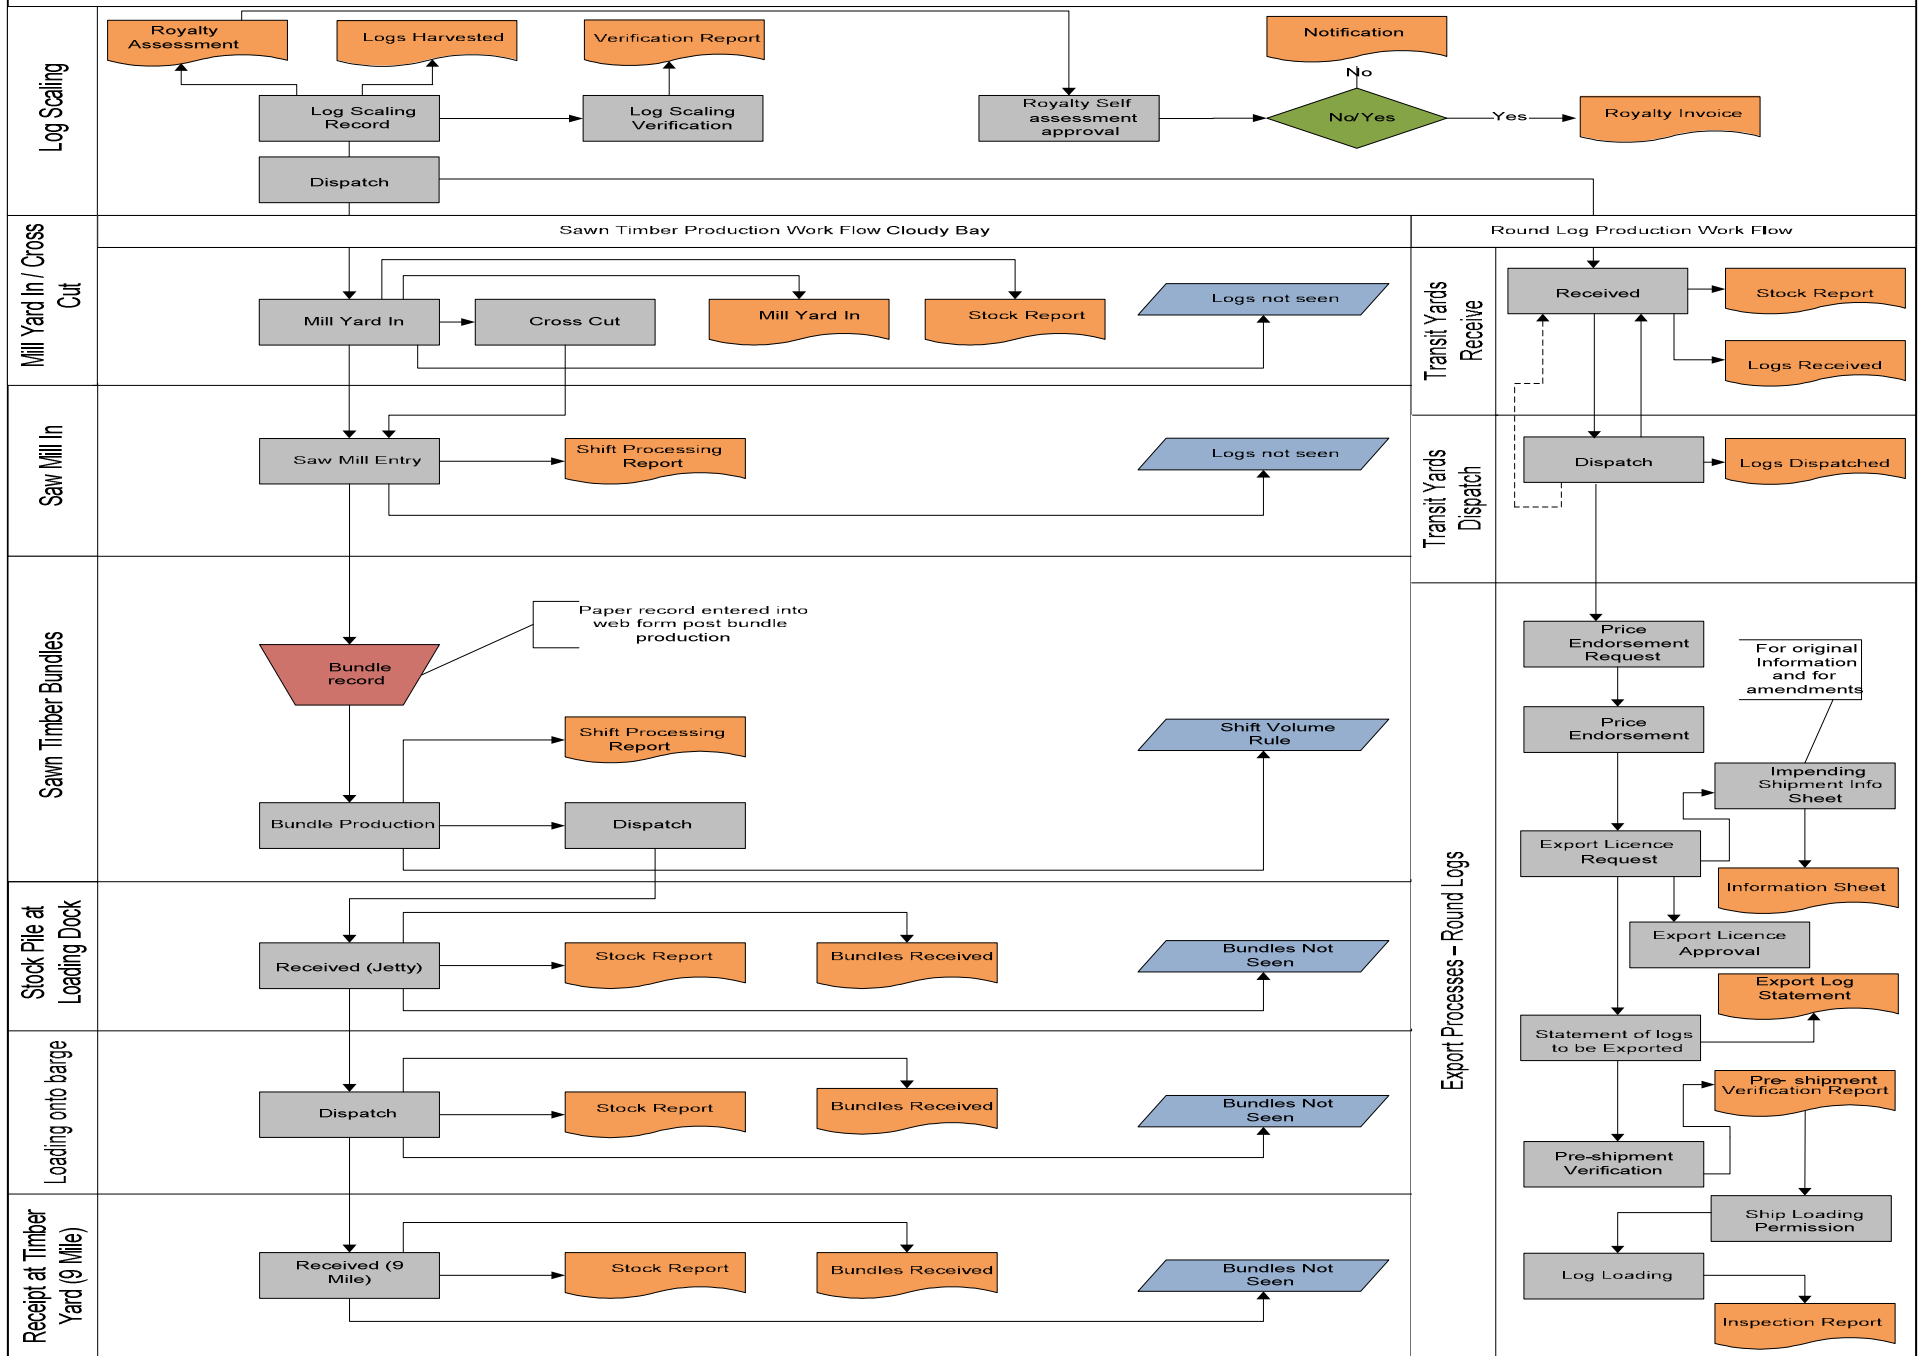 Log Scaling
Royalty
Assessment
Logs Harvested
Verification Report
Notification
No
Log Scaling
Record
Log Scaling
Verification
Royalty Self
assessment
approval
No/Yes
Yes
Royalty Invoice
Dispatch
Sawn Timber Production Work Flow Cloudy Bay
Round Log Production Work Flow
Mill Yard In / Cross
Cut
Mill Yard In
Cross Cut
Mill Yard In
Stock Report
Logs not seen
Transit Yards
Receive
Received
Stock Report
Logs Received
Saw Mill In
Saw Mill Entry
Shift Processing
Report
Logs not seen
Transit Yards
Dispatch
Dispatch
Logs Dispatched
Sawn Timber Bundles
Paper record entered into
web form post bundle
production
Bundle
record
Shift Processing
Report
Shift Volume
Rule
Bundle Production
Dispatch
Export Processes – Round Logs
Price
Endorsement
Request
For original
Information
and for
amendments
Price
Endorsement
Impending
Shipment Info
Sheet
Export Licence
Request
Information Sheet
Export Licence
Approval
Export Log
Statement
Statement of logs
to be Exported
Pre- shipment
Verification Report
Pre-shipment
Verification
Ship Loading
Permission
Log Loading
Inspection Report
Stock Pile at
Loading Dock
Received (Jetty)
Stock Report
Bundles Received
Bundles Not
Seen
Loading onto barge
Dispatch
Stock Report
Bundles Received
Bundles Not
Seen
Receipt at Timber
Yard (9 Mile)
Received (9
Mile)
Stock Report
Bundles Received
Bundles Not
Seen